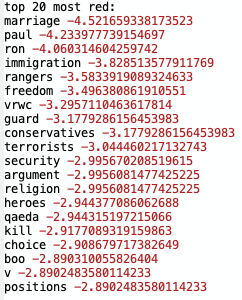 top 20 most red:
marriage -4.521659338173523
paul -4.233977739154697
ron -4.060314604259742
immigration -3.828513577911769
rangers -3.5833919089324633
freedom -3.496380861910551
vrwc -3.2957110463617814
guard -3.1779286156453983
conservatives -3.1779286156453983
terrorists -3.044460217132743
security -2.995670208519615
argument -2.9956081477425225
religion -2.9956081477425225
heroes -2.944377086062688
qaeda -2.944315197215066
kill -2.9177089319159863
choice -2.908679717382649
boo -2.890310055826404
v -2.8902483580114233
positions -2.8902483580114233